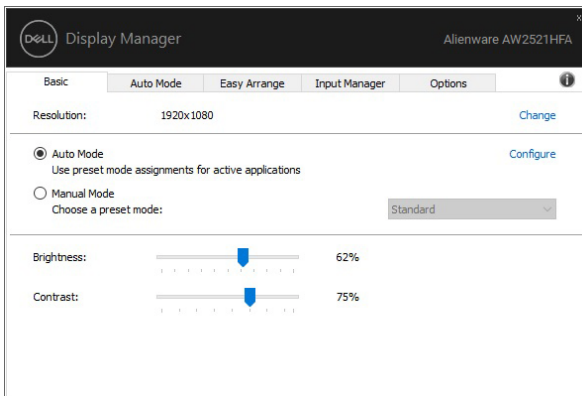 DELL Display Manager Alienware AW2521HFA
Basic Auto Mode Easy Arrange Input Manager Options
Resolution: 1920x1080 Change
Auto Mode Configure
Use preset mode assignments for active applications
Manual Mode
Choose a preset mode: Standard
Brightness: 62%
Contrast: 75%